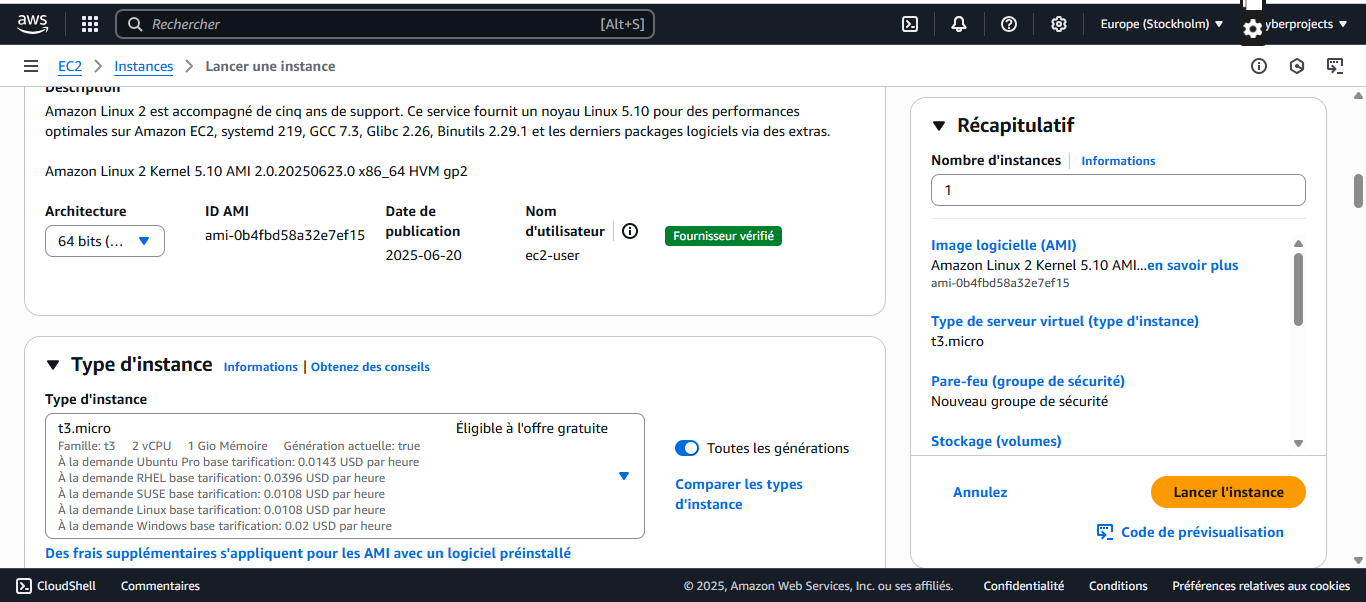 aws
Rechercher
[Alt+S]
Europe (Stockholm)
yberprojects
EC2
Instances
Lancer une instance
Description
Amazon Linux 2 est accompagné de cinq ans de support. Ce service fournit un noyau Linux 5.10 pour des performances
optimales sur Amazon EC2, systemd 219, GCC 7.3, Glibc 2.26, Binutils 2.29.1 et les derniers packages logiciels via des extras.
Amazon Linux 2 Kernel 5.10 AMI 2.0.20250623.0 x86_64 HVM gp2
Architecture
64 bits (...
ID AMI
ami-0b4fbd58a32e7ef15
Date de
publication
2025-06-20
Nom
d'utilisateur
ec2-user
Fournisseur vérifié
Type d'instance
Informations | Obtenez des conseils
Type d'instance
t3.micro
Éligible à l'offre gratuite
Famille: t3 2 vCPU 1 Gio Mémoire Génération actuelle: true
À la demande Ubuntu Pro base tarification: 0.0143 USD par heure
À la demande RHEL base tarification: 0.0396 USD par heure
À la demande SUSE base tarification: 0.0108 USD par heure
À la demande Linux base tarification: 0.0108 USD par heure
À la demande Windows base tarification: 0.02 USD par heure
Toutes les générations
Comparer les types
d'instance
Des frais supplémentaires s'appliquent pour les AMI avec un logiciel préinstallé
Récapitulatif
Nombre d'instances
Informations
1
Image logicielle (AMI)
Amazon Linux 2 Kernel 5.10 AMI...en savoir plus
ami-0b4fbd58a32e7ef15
Type de serveur virtuel (type d'instance)
t3.micro
Pare-feu (groupe de sécurité)
Nouveau groupe de sécurité
Stockage (volumes)
Annulez
Lancer l'instance
Code de prévisualisation
CloudShell
Commentaires
© 2025, Amazon Web Services, Inc. ou ses affiliés.
Confidentialité
Conditions
Préférences relatives aux cookies